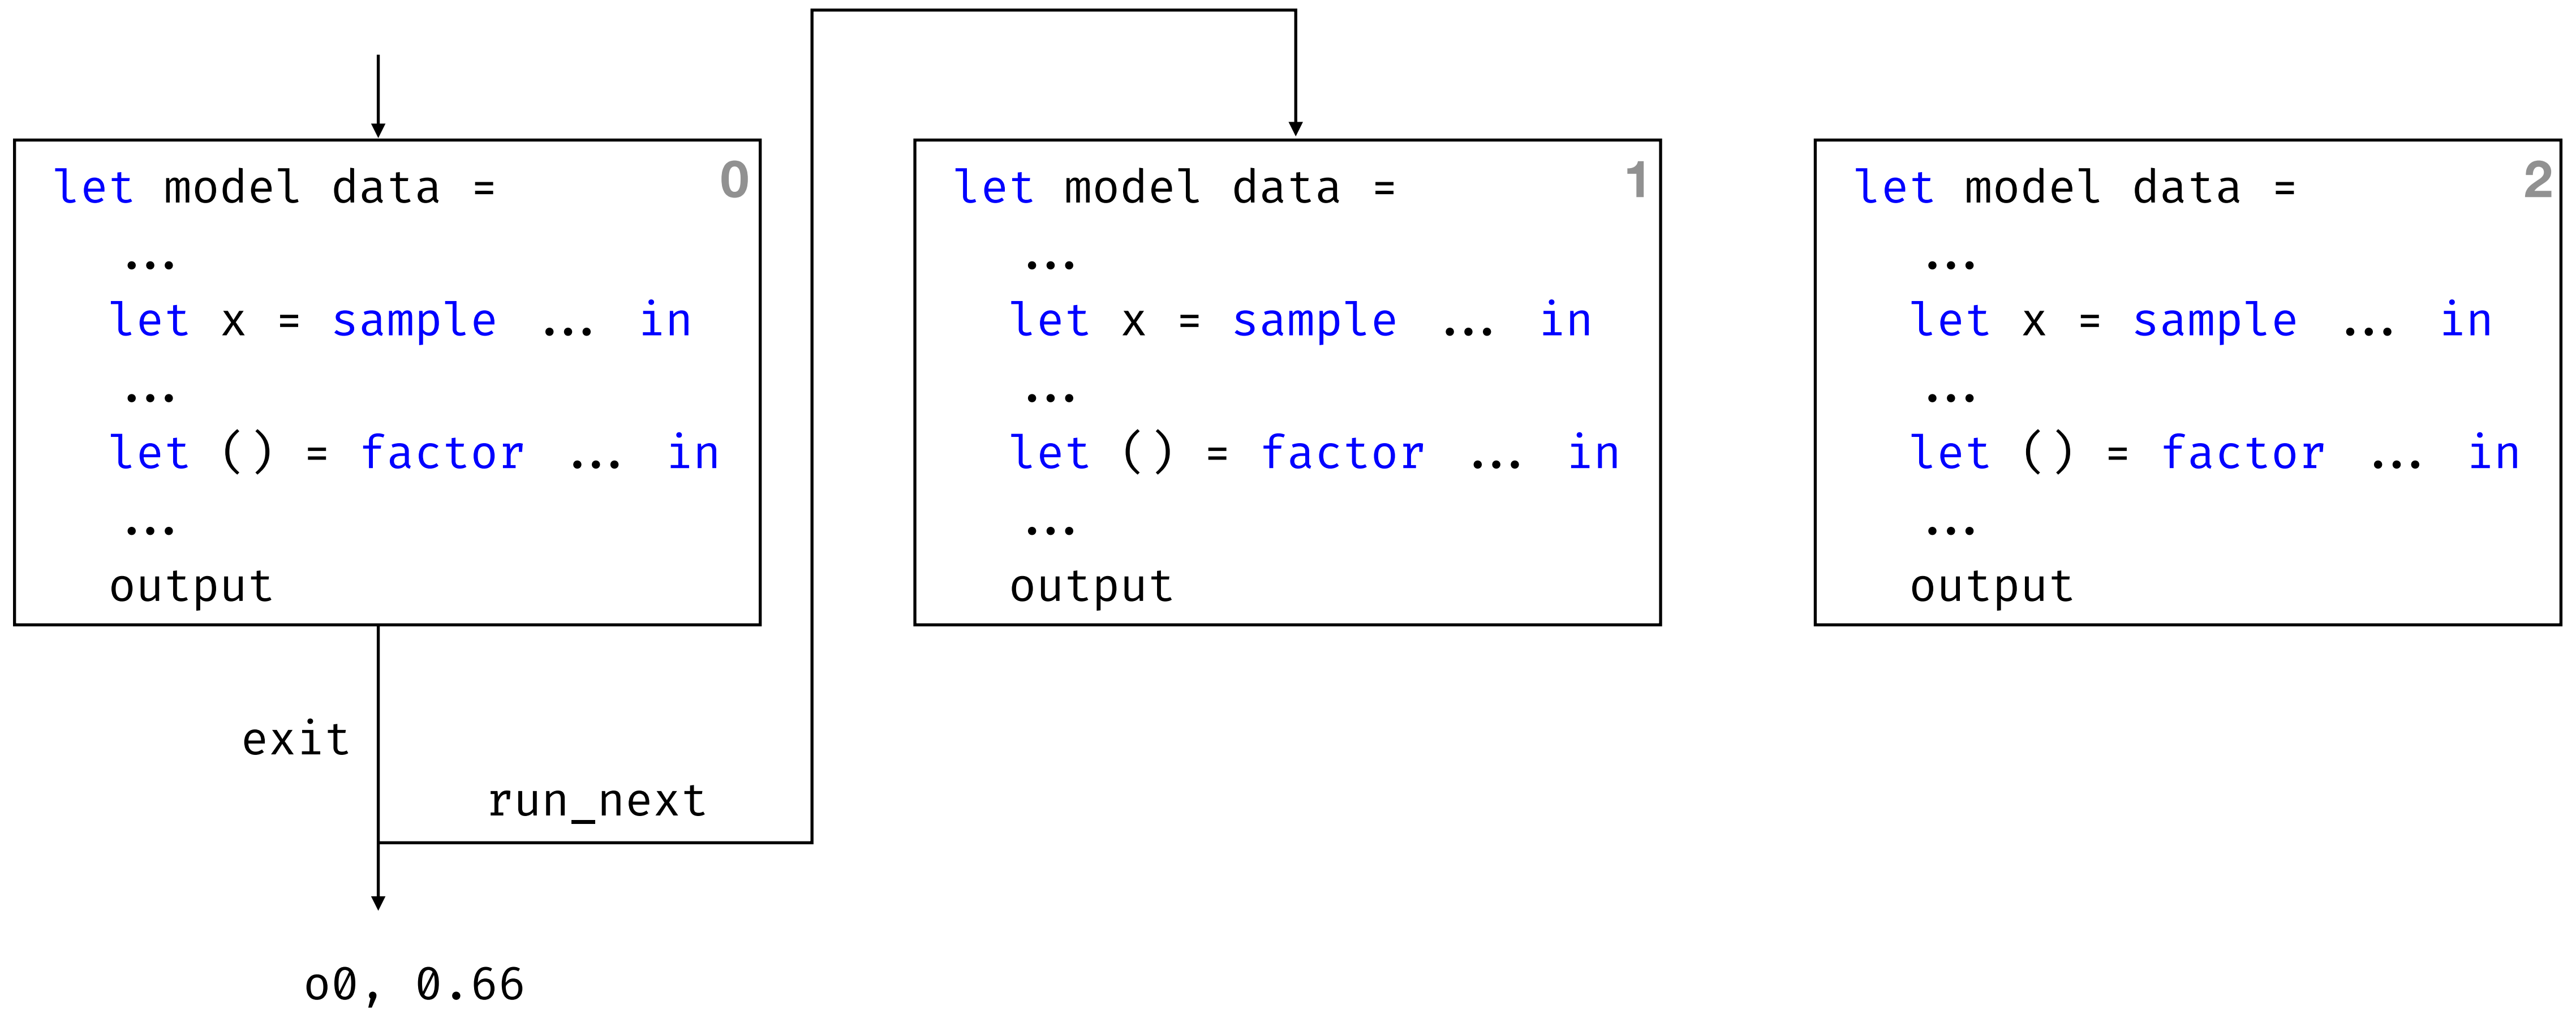 let model data = 0
...
let x = sample ... in
...
let () = factor ... in
...
output
let model data = 1
...
let x = sample ... in
...
let () = factor ... in
...
output
let model data = 2
...
let x = sample ... in
...
let () = factor ... in
...
output
exit
run_next
o0, 0.66